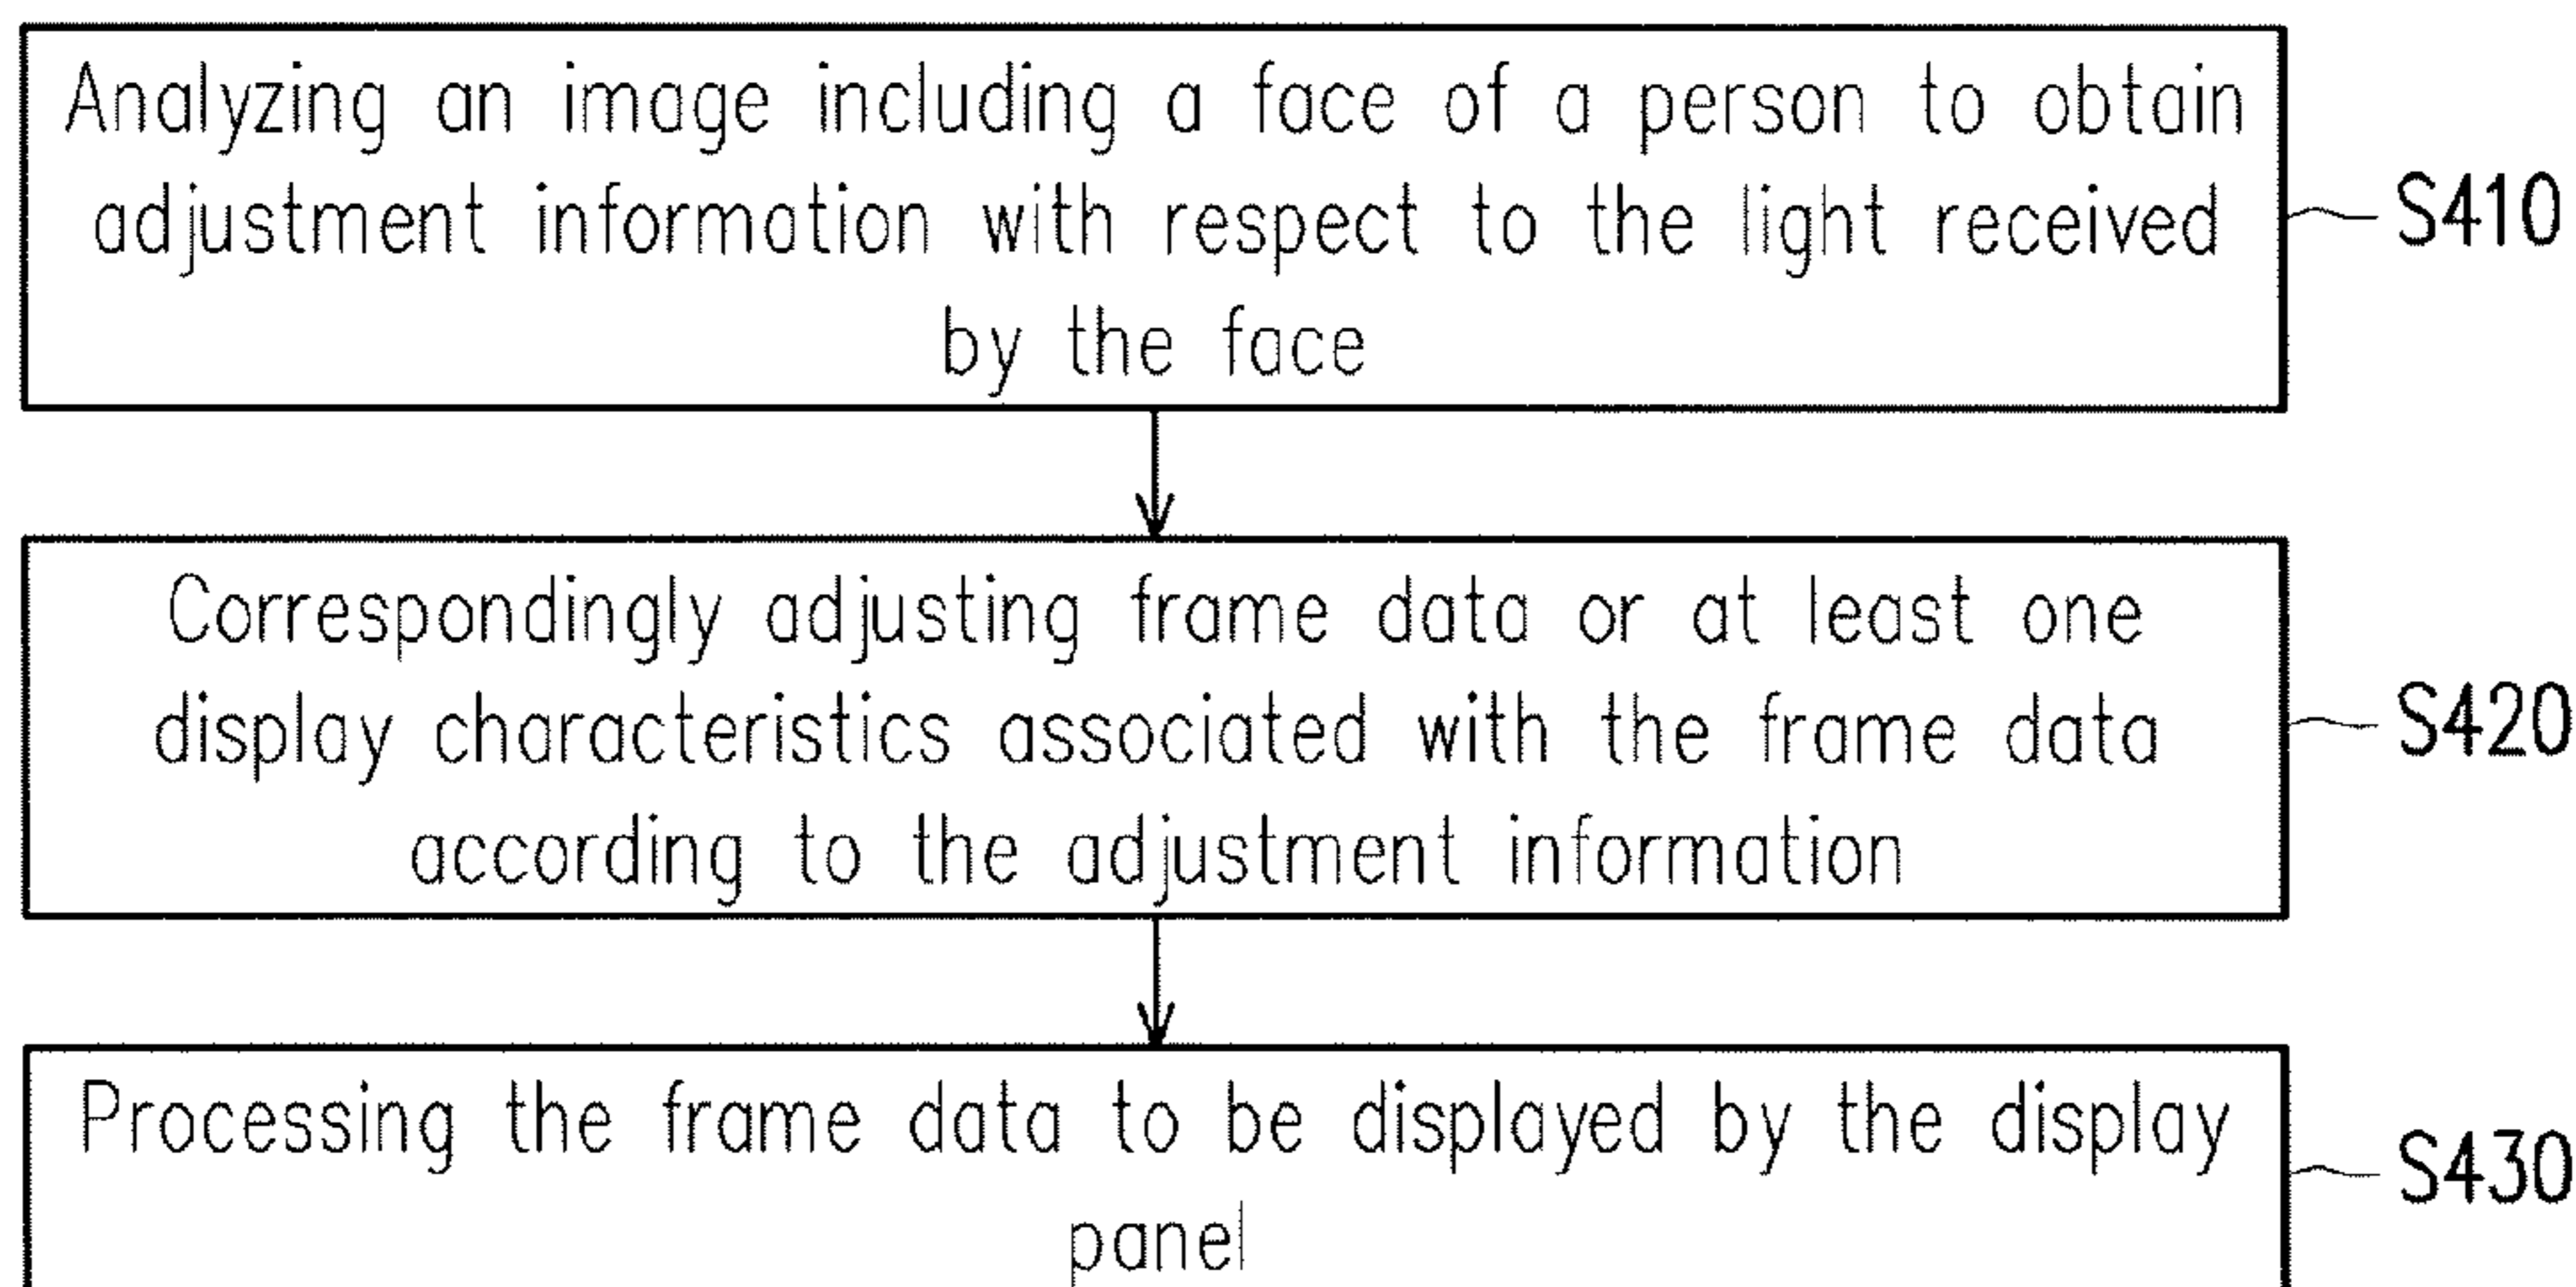 Analyzing an image including a face of a person to obtain
adjustment information with respect to the light received
by the face
S410
Correspondingly adjusting frame data or at least one
display characteristics associated with the frame data
according to the adjustment information
S420
Processing the frame data to be displayed by the display
panel
S430